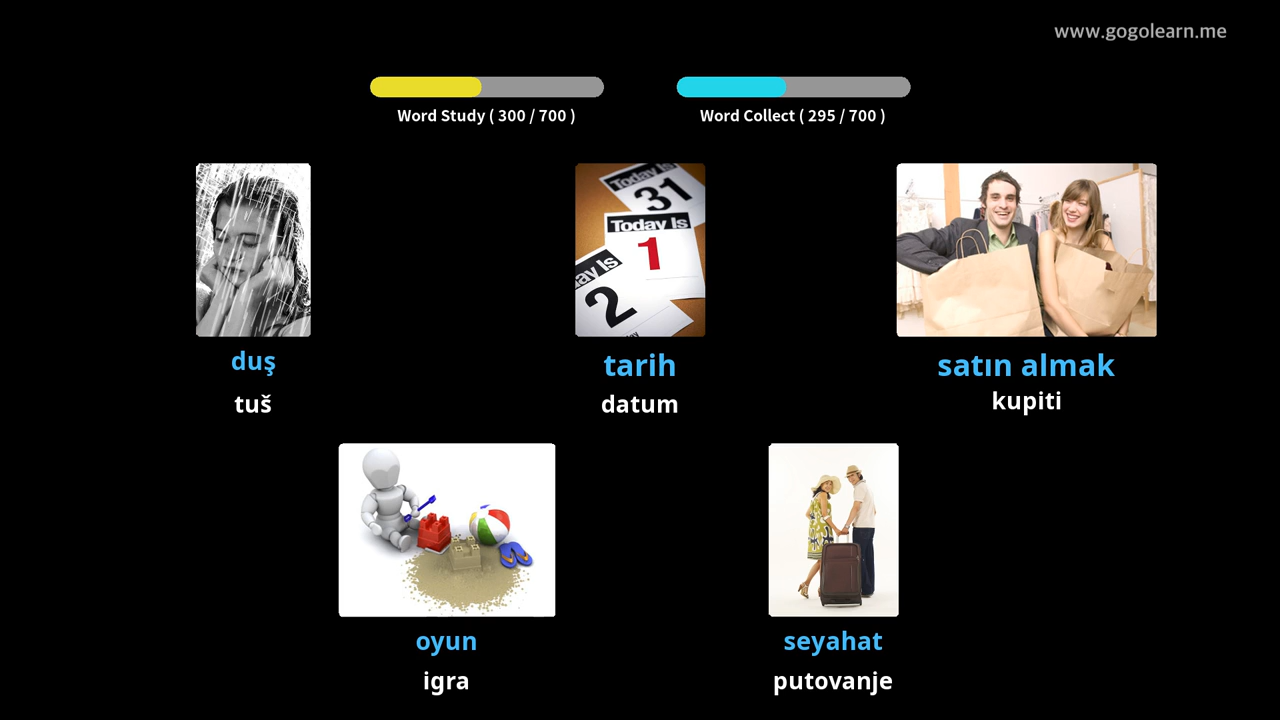 www.gogolearn.me
Word Study ( 300 / 700 )
Word Collect ( 295 / 700 )
Today Is
31
Today Is
1
ay Is
2
duş
tarih
satın almak
tuš
datum
kupiti
oyun
seyahat
igra
putovanje